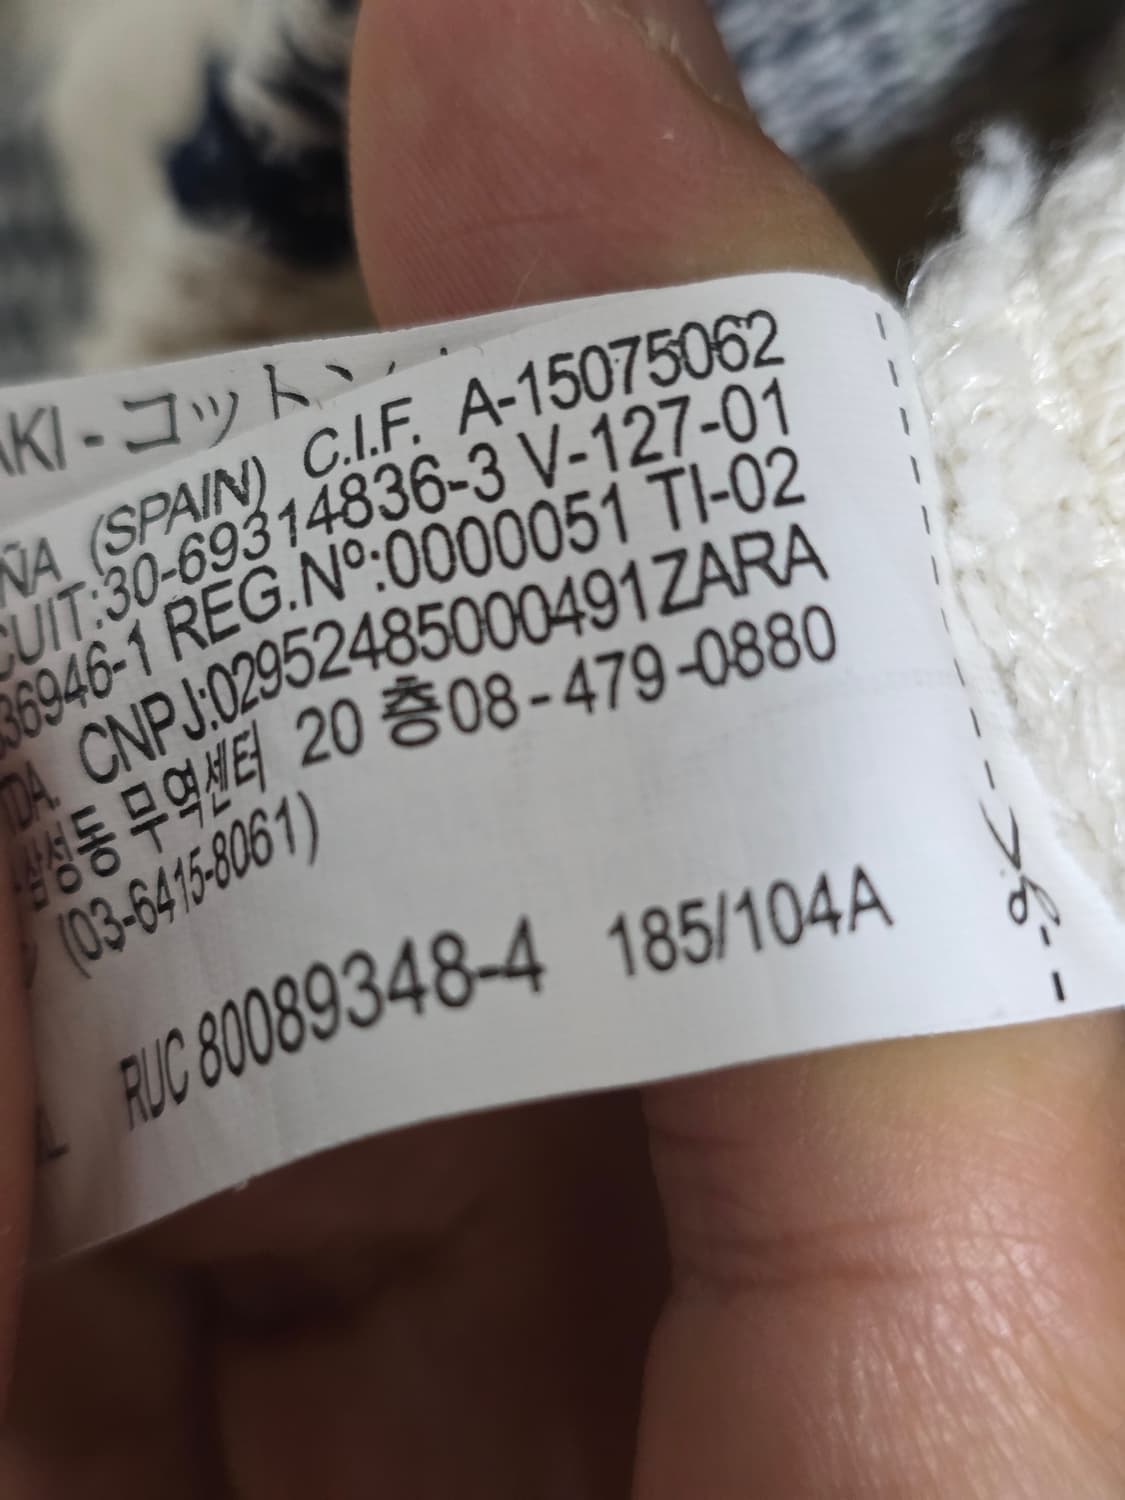 AKI - コットン
ÑA (SPAIN) C.I.F. A-15075062
CUIT:30-69314836-3 V-127-01
36946-1 REG.Nº:0000051 TI-02
TDA. CNPJ:02952485000491ZARA
삼성동 무역센터 20 층08-479-0880
(03-6415-8061)
RUC 80089348-4 185/104A